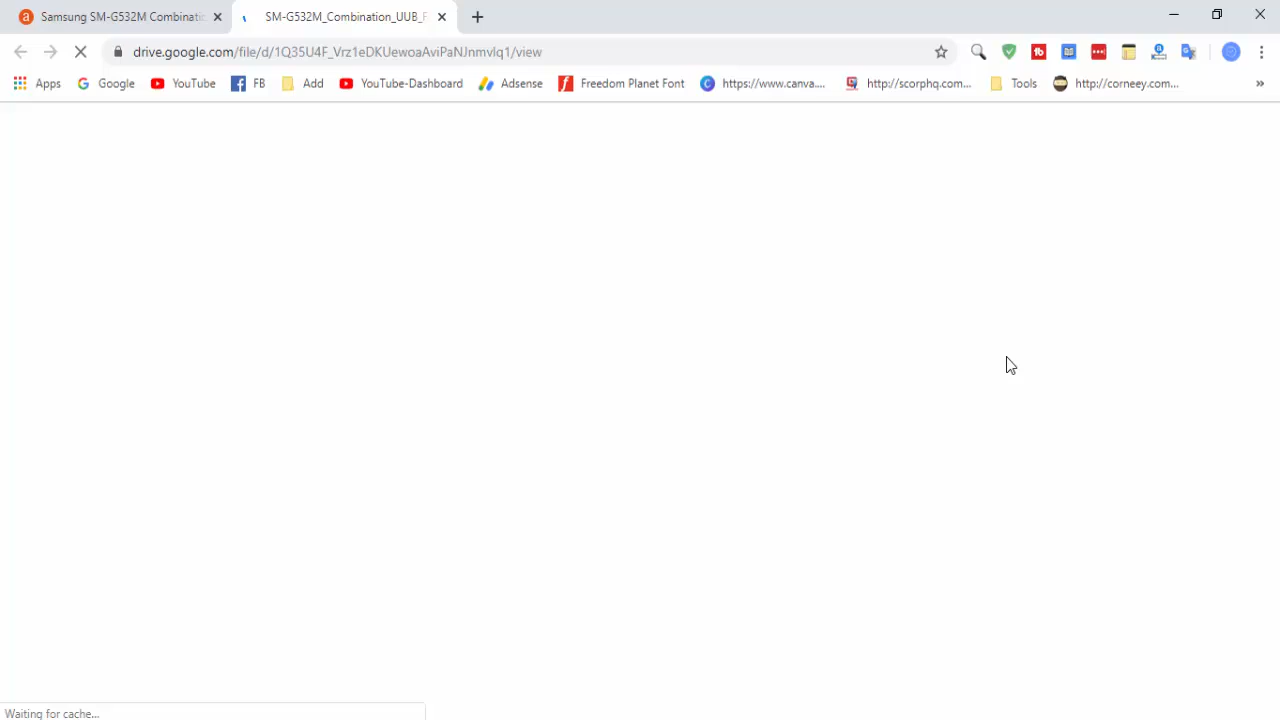 Samsung SM-G532M Combinati
SM-G532M_Combination_UUB_F
drive.google.com/file/d/1Q35U4F_Vrz1eDKUewoaAviPaNJnmvIq1/view
Apps Google YouTube FB Add YouTube-Dashboard Adsense Freedom Planet Font https://www.canva.... http://scorphq.com... Tools http://corneey.com... »
Waiting for cache...